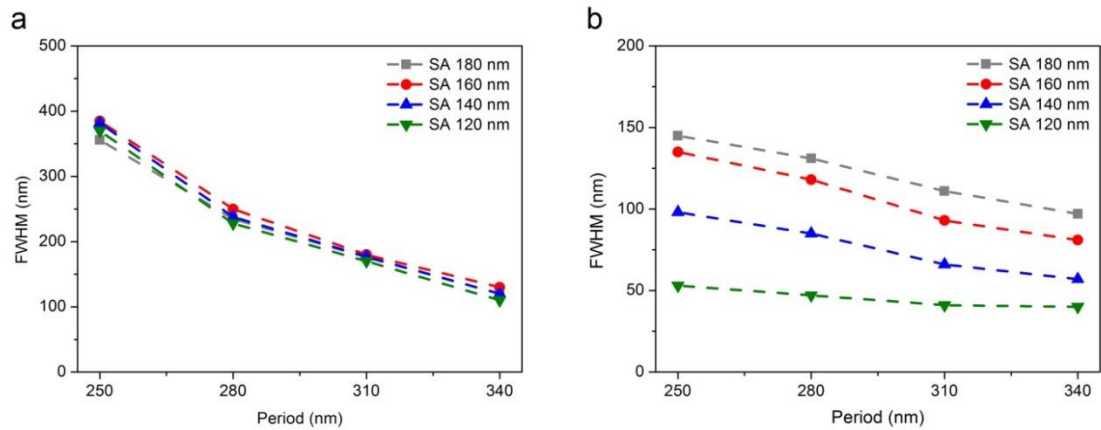 a
500
400
300
200
100
0
FWHM (nm)
250
280
310
340
Period (nm)
SA 180 nm
SA 160 nm
SA 140 nm
SA 120 nm
b
200
150
100
50
0
FWHM (nm)
250
280
310
340
Period (nm)
SA 180 nm
SA 160 nm
SA 140 nm
SA 120 nm